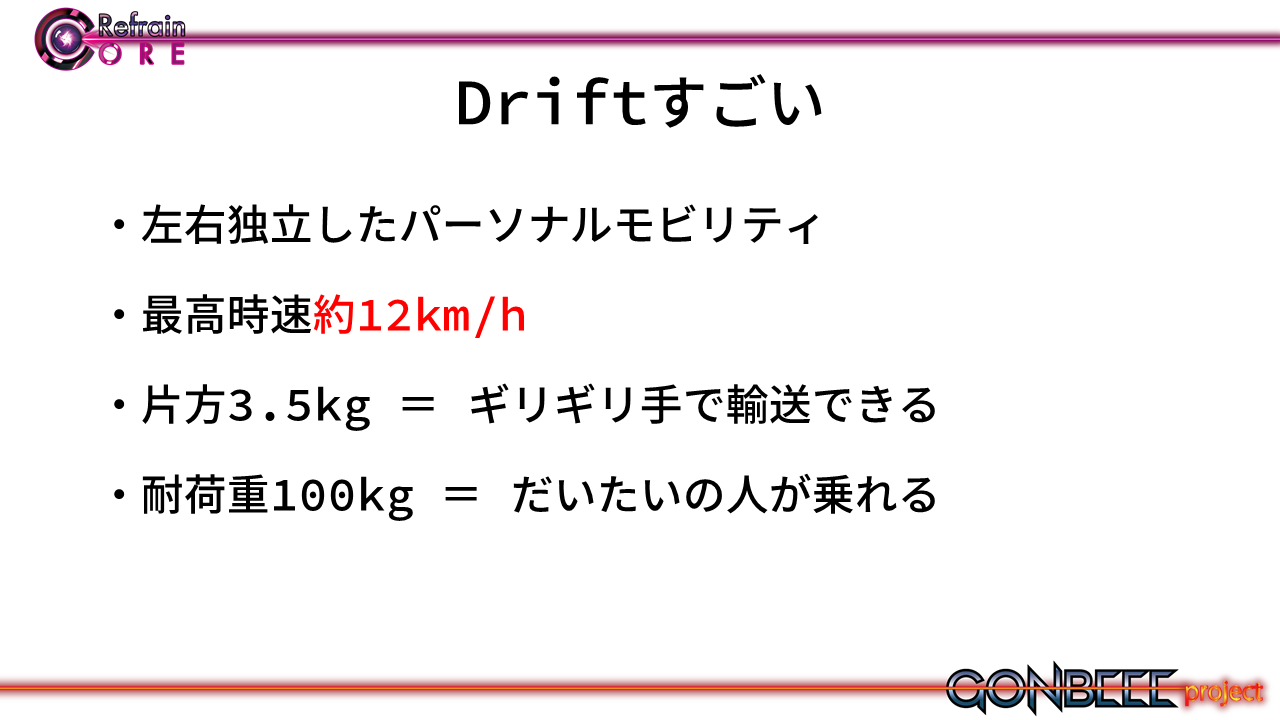 Refrain
CORE
Driftすごい
・左右独立したパーソナルモビリティ
・最高時速約12km/h
・片方3.5kg ＝ ギリギリ手で輸送できる
・耐荷重100kg ＝ だいたいの人が乗れる
GONBEEE project